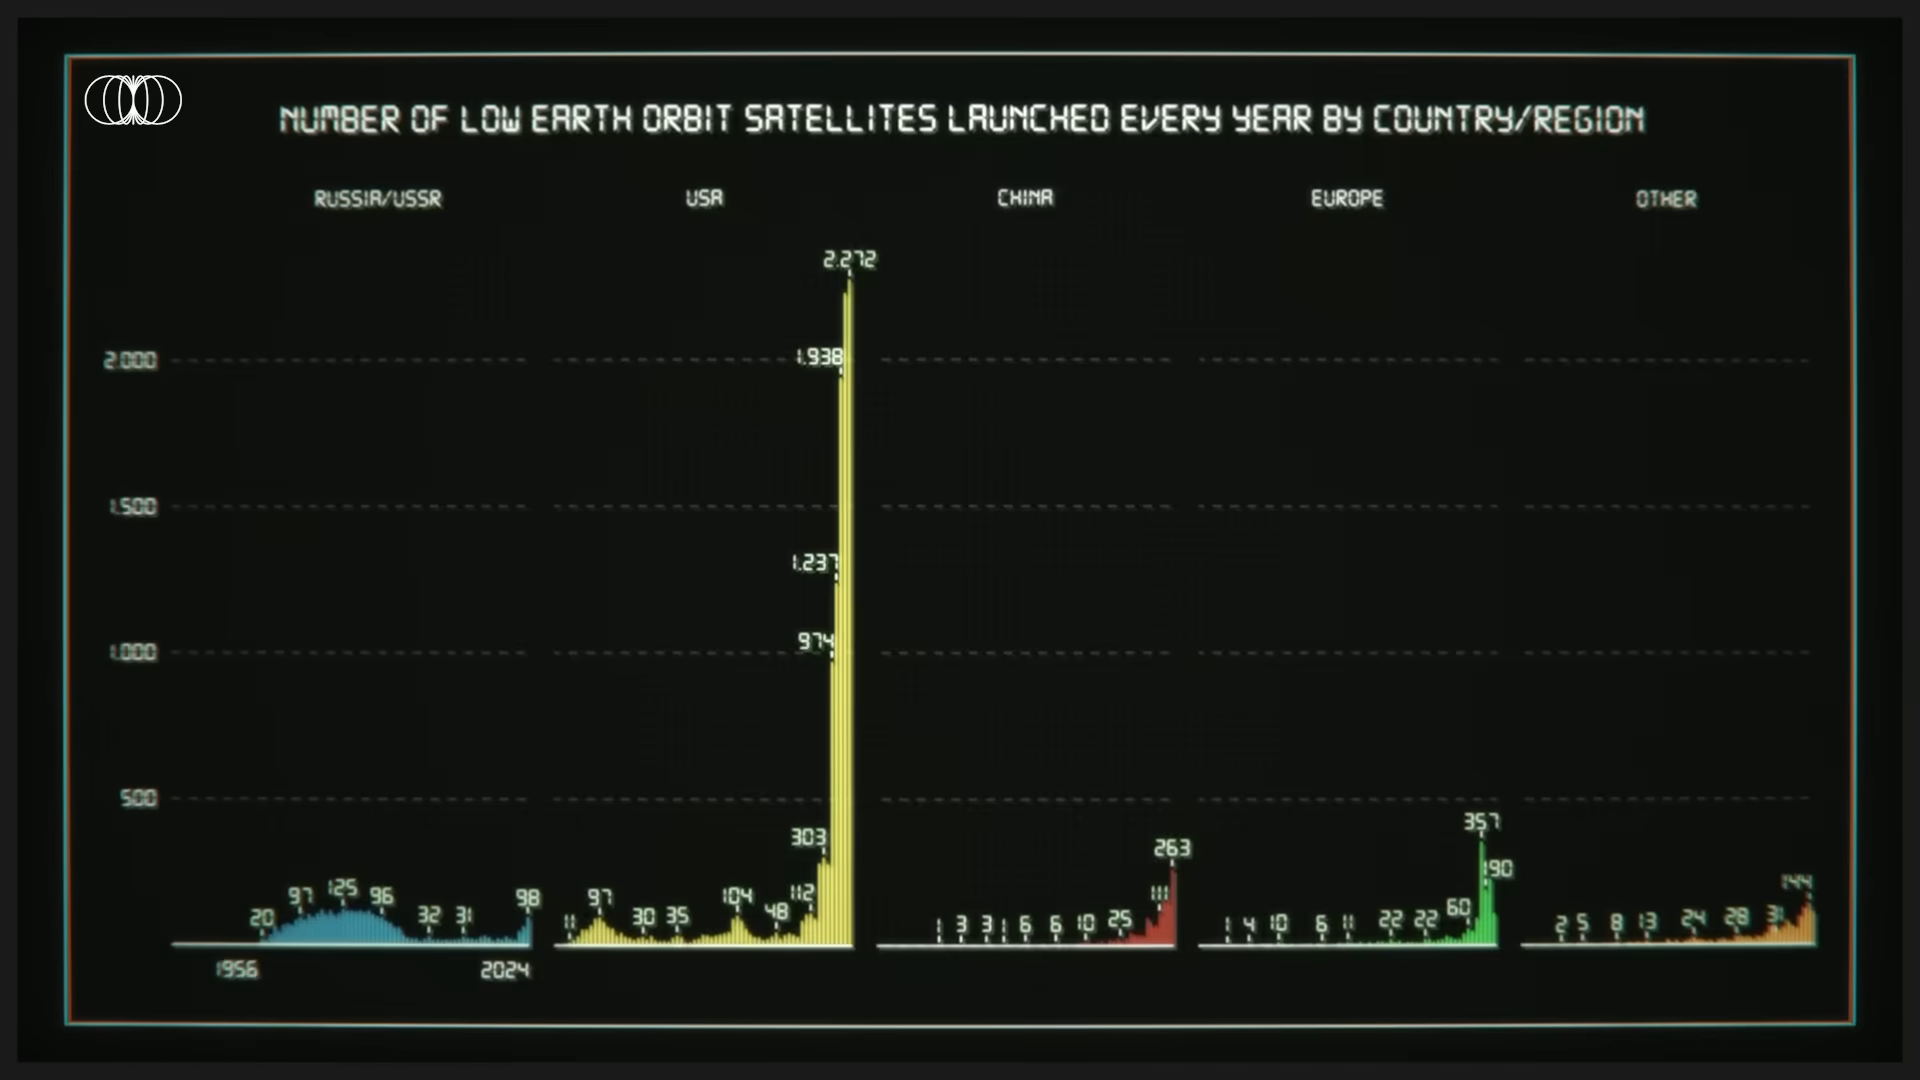 NUMBER OF LOW EARTH ORBIT SATELLITES LAUNCHED EVERY YEAR BY COUNTRY/REGION
RUSSIA/USSR USA CHINA EUROPE OTHER
2.272
2.000 1.938
1.500
1.237
1.000 974
500
303 357
263 190
20 97 125 96 32 31 98
11 97 30 35 104 48 112
1 3 3 1 6 6 10 25 111
1 4 10 6 11 22 22 60
2 5 8 13 24 28 31 144
1956 2024